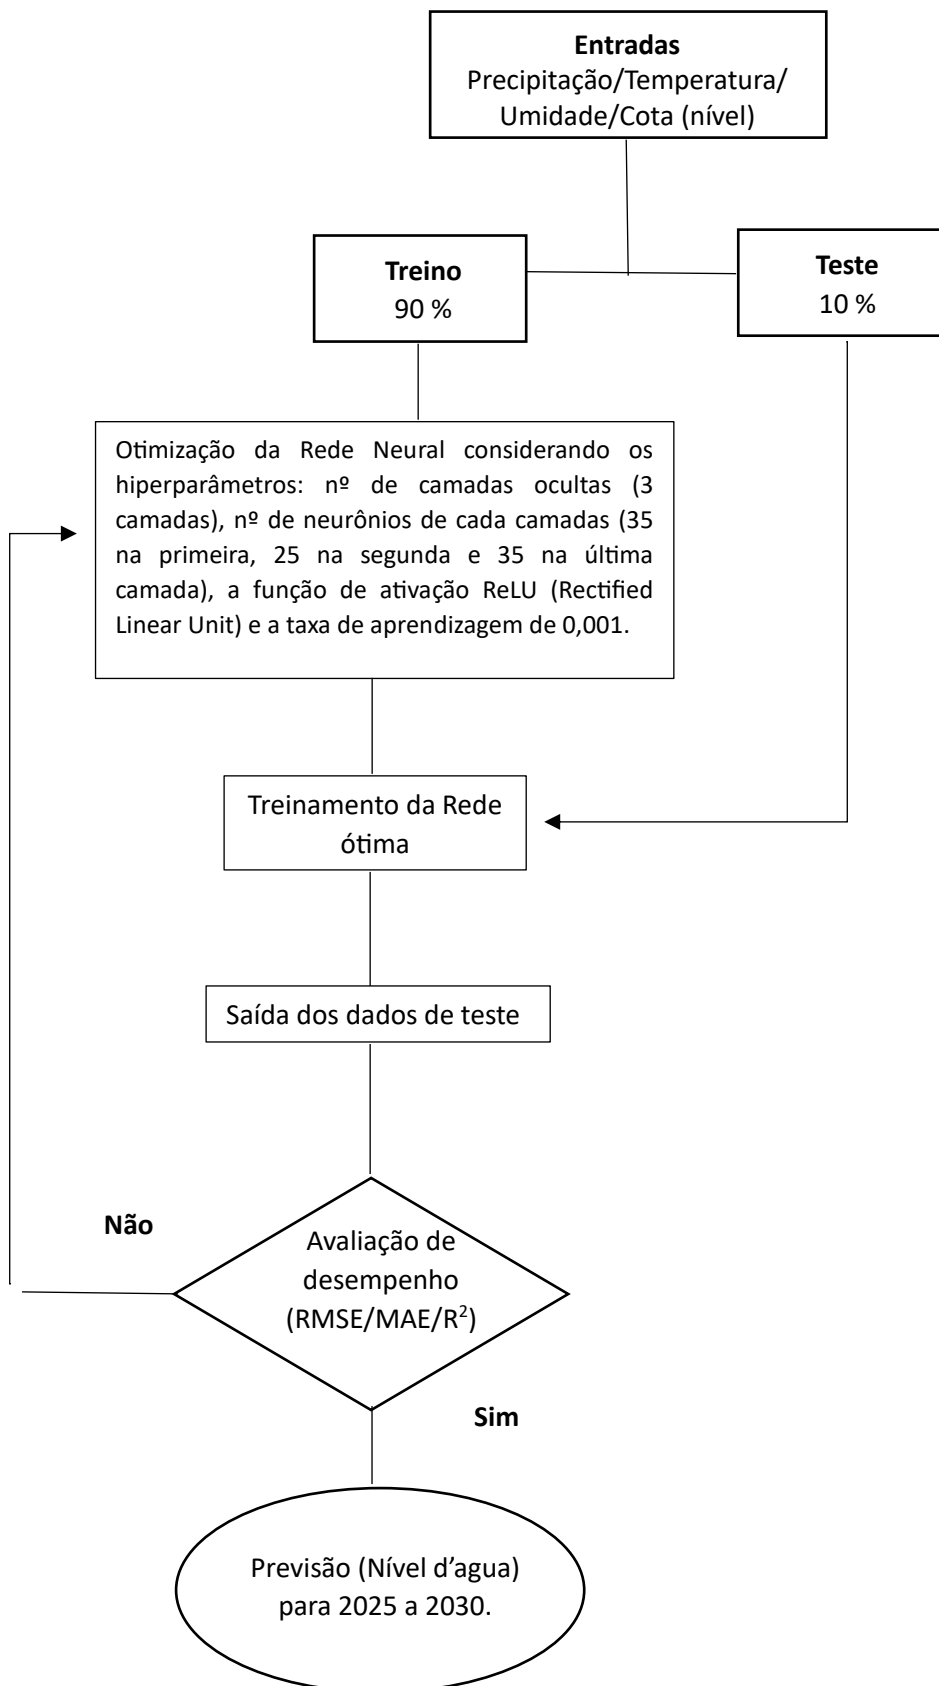 Entradas
Precipitação/Temperatura/
Umidade/Cota (nível)
Treino
90 %
Teste
10 %
Otimização da Rede Neural considerando os
hiperparâmetros: nº de camadas ocultas (3
camadas), nº de neurônios de cada camadas (35
na primeira, 25 na segunda e 35 na última
camada), a função de ativação ReLU (Rectified
Linear Unit) e a taxa de aprendizagem de 0,001.
Treinamento da Rede
ótima
Saída dos dados de teste
Não
Avaliação de
desempenho
(RMSE/MAE/R²)
Sim
Previsão (Nível d’agua)
para 2025 a 2030.